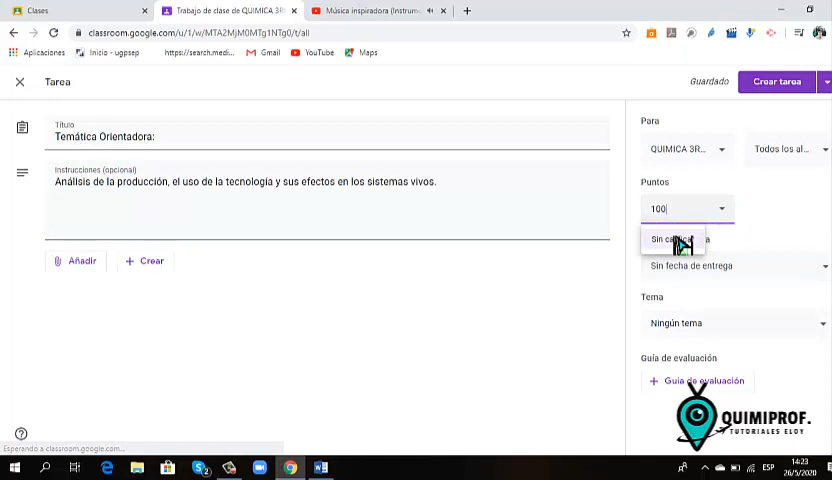 Clases
Trabajo de clase de QUIMICA 3R
Música inspiradora (Instrum
classroom.google.com/u/1/w/MTA2MjM0MTg1NTg0/t/all
Aplicaciones
Inicio - ugpsep
https://search.medi...
Gmail
YouTube
Maps
Tarea
Guardado
Crear tarea
Título
Temática Orientadora:
Instrucciones (opcional)
Análisis de la producción, el uso de la tecnología y sus efectos en los sistemas vivos.
Añadir
Crear
Para
QUIMICA 3R...
Todos los al...
Puntos
100
Sin
Sin fecha de entrega
Tema
Ningún tema
Guía de evaluación
Guía de evaluación
QUIMIPROF.
TUTORIALES ELOY
Esperando a classroom.google.com...
ESP
14:23
26/5/2020